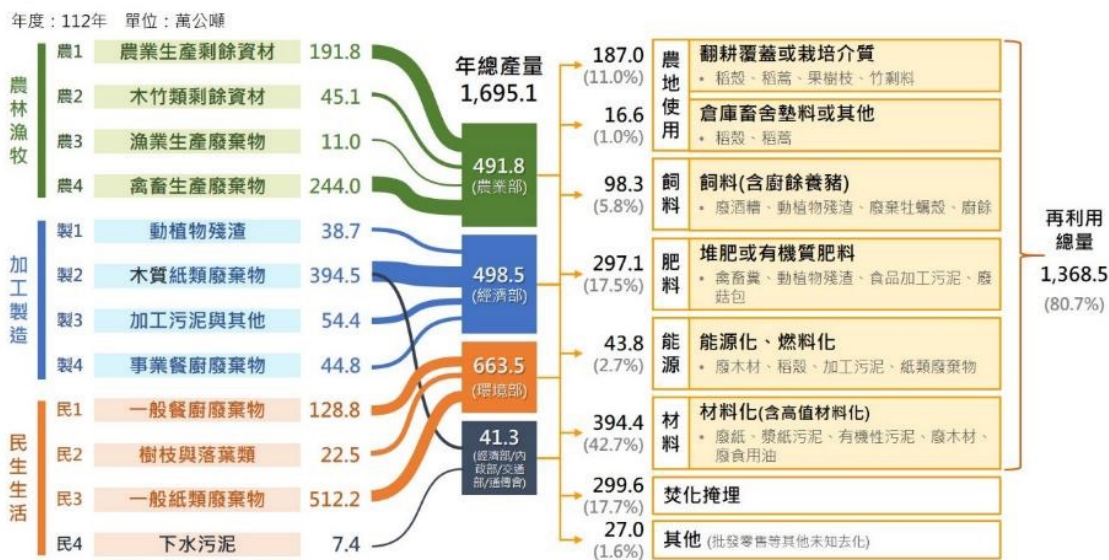 年度：112年 單位：萬公噸
農林漁牧
農1 農業生產剩餘資材 191.8
農2 木竹類剩餘資材 45.1
農3 漁業生產廢棄物 11.0
農4 禽畜生產廢棄物 244.0
加工製造
製1 動植物殘渣 38.7
製2 木質紙類廢棄物 394.5
製3 加工污泥與其他 54.4
製4 事業餐廚廢棄物 44.8
民生生活
民1 一般餐廚廢棄物 128.8
民2 樹枝與落葉類 22.5
民3 一般紙類廢棄物 512.2
民4 下水污泥 7.4
年總產量
1,695.1
491.8
(農業部)
498.5
(經濟部)
663.5
(環境部)
41.3
(經濟部/內
政部/交通
部/通傳會)
187.0
(11.0%)
16.6
(1.0%)
98.3
(5.8%)
297.1
(17.5%)
43.8
(2.7%)
394.4
(42.7%)
299.6
(17.7%)
27.0
(1.6%)
農地使用
翻耕覆蓋或栽培介質
• 稻殼、稻蒿、果樹枝、竹剩料
倉庫畜舍墊料或其他
• 稻殼、稻蒿
飼料
飼料(含廚餘養豬)
• 廢酒糟、動植物殘渣、廢棄牡蠣殼、廚餘
肥料
堆肥或有機質肥料
• 禽畜糞、動植物殘渣、食品加工污泥、廢
菇包
能源
能源化、燃料化
• 廢木材、稻殼、加工污泥、紙類廢棄物
材料
材料化(含高值材料化)
• 廢紙、漿紙污泥、有機性污泥、廢木材、
廢食用油
焚化掩埋
其他 (批發零售等其他未知去化)
再利用
總量
1,368.5
(80.7%)